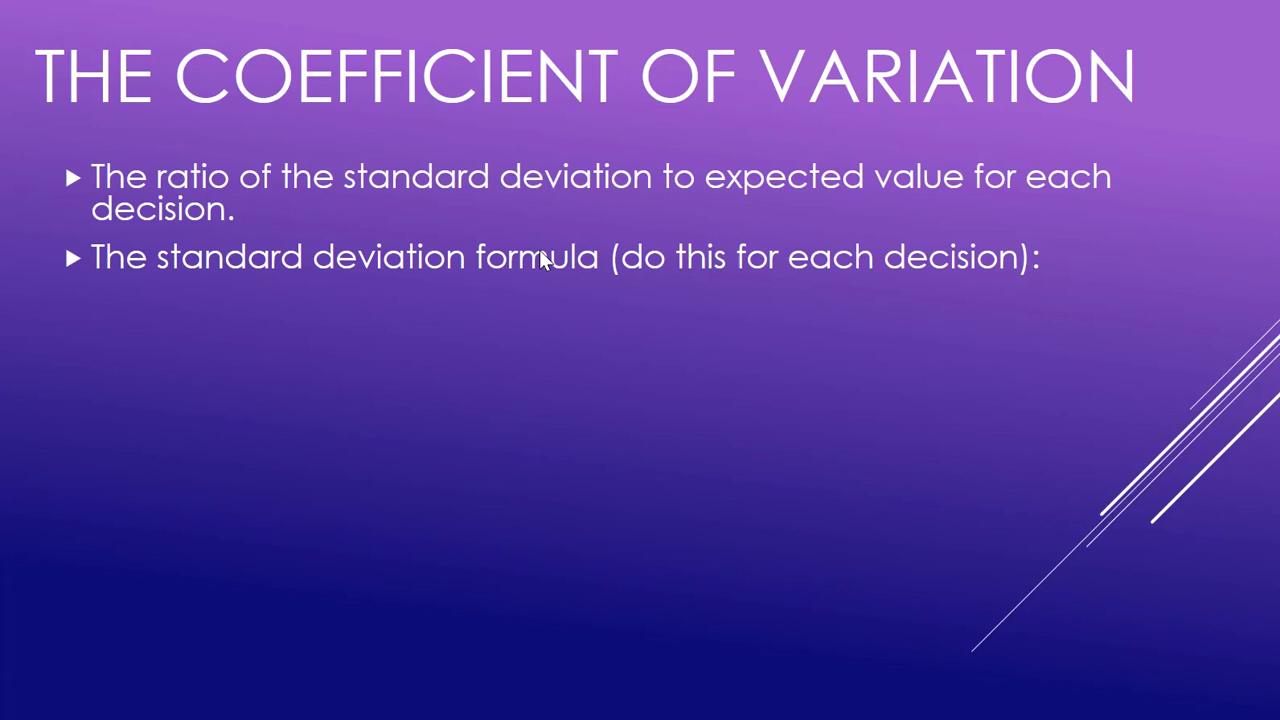 THE COEFFICIENT OF VARIATION
The ratio of the standard deviation to expected value for each
decision.
The standard deviation formula (do this for each decision):